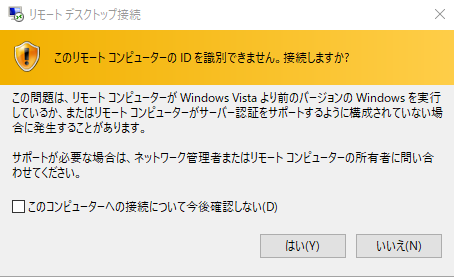 リモート デスクトップ接続
このリモート コンピューターの ID を識別できません。接続しますか?
この問題は、リモート コンピューターが Windows Vista より前のバージョンの Windows を実行
しているか、またはリモート コンピューターがサーバー認証をサポートするように構成されていない場
合に発生することがあります。
サポートが必要な場合は、ネットワーク管理者またはリモート コンピューターの所有者に問い合
わせてください。
このコンピューターへの接続について今後確認しない(D)
はい(Y)
いいえ(N)